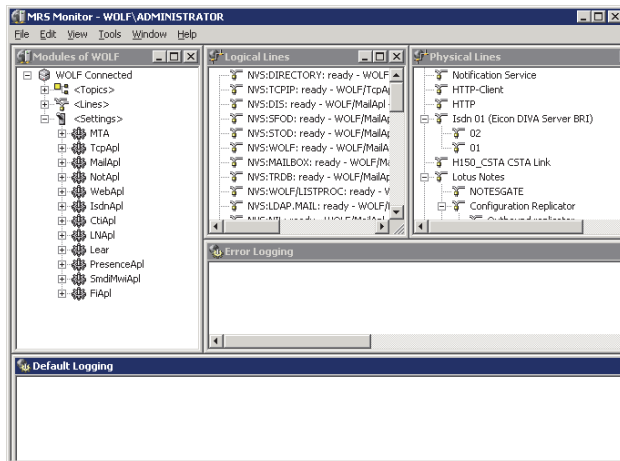 MRS Monitor - WOLF\ADMINISTRATOR
File Edit View Tools Window Help
Modules of WOLF
WOLF Connected
<Topics>
<Lines>
<Settings>
MTA
TcpApl
MailApl
NotApl
WebApl
IsdnApl
CtiApl
LNApl
Lear
PresenceApl
SmdiMwiApl
FiApl
Logical Lines
NVS:DIRECTORY: ready - WOLF
NVS:TCPIP: ready - WOLF/TcpA
NVS:DIS: ready - WOLF/MailApl -
NVS:SFOD: ready - WOLF/MailA
NVS:STOD: ready - WOLF/MailA
NVS:WOLF: ready - WOLF/MailA
NVS:MAILBOX: ready - WOLF/M
NVS:TRDB: ready - WOLF/MailA
NVS:WOLF/LISTPROC: ready - W
NVS:LDAP.MAIL: ready - WOLF/
Physical Lines
Notification Service
HTTP-Client
HTTP
Isdn 01 (Eicon DIVA Server BRI)
02
01
H150_CSTA CSTA Link
Lotus Notes
NOTESGATE
Configuration Replicator
Outbound replicator
Error Logging
Default Logging